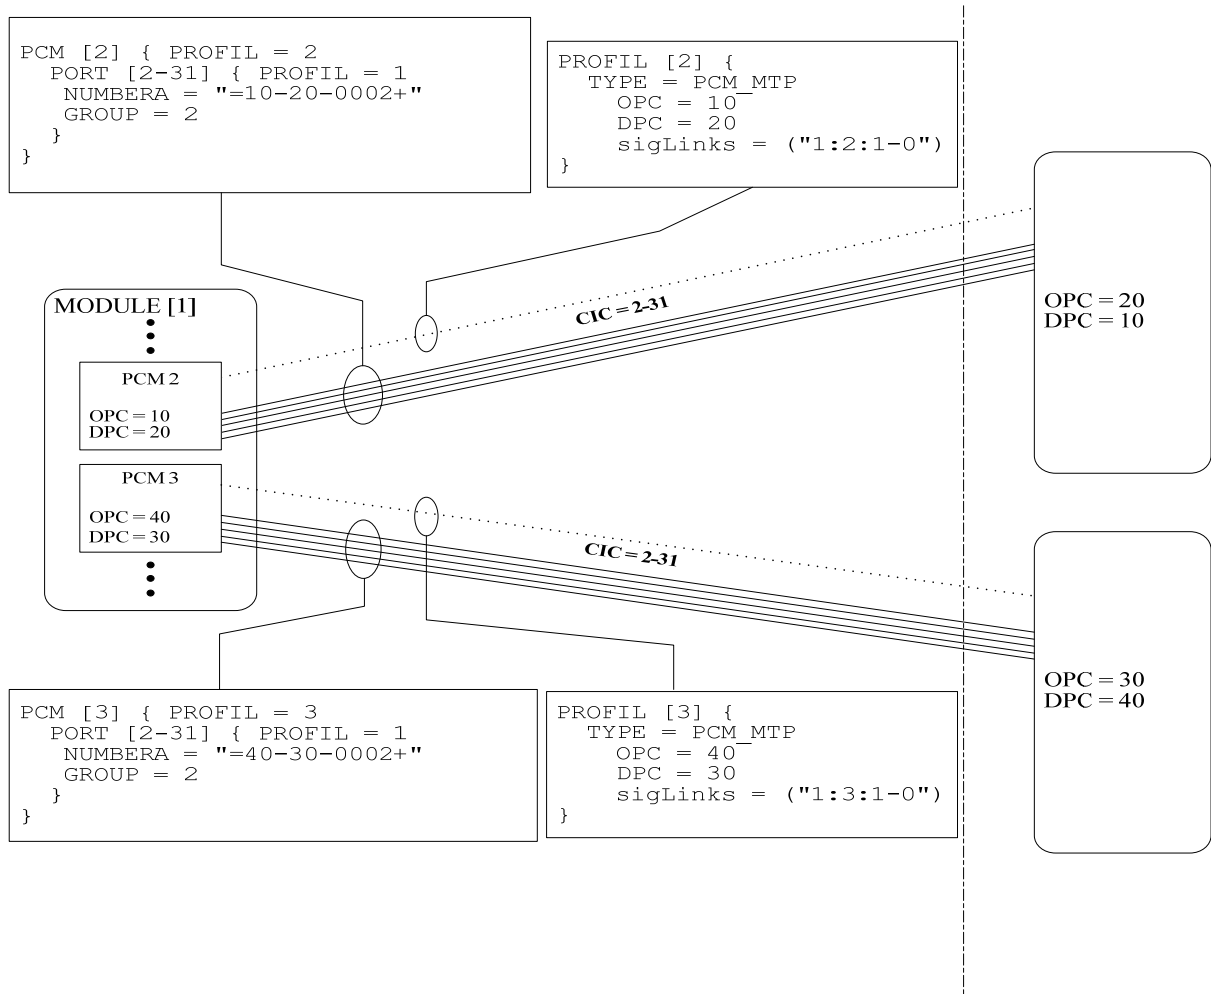 PCM [2] { PROFIL = 2
PORT [2-31] { PROFIL = 1
NUMBERA = "=10-20-0002+"
GROUP = 2
}
}
PROFIL [2] {
TYPE = PCM_MTP
OPC = 10
DPC = 20
sigLinks = ("1:2:1-0")
}
MODULE [1]
PCM 2
OPC = 10
DPC = 20
PCM 3
OPC = 40
DPC = 30
CIC = 2-31
CIC = 2-31
OPC = 20
DPC = 10
OPC = 30
DPC = 40
PCM [3] { PROFIL = 3
PORT [2-31] { PROFIL = 1
NUMBERA = "=40-30-0002+"
GROUP = 2
}
}
PROFIL [3] {
TYPE = PCM_MTP
OPC = 40
DPC = 30
sigLinks = ("1:3:1-0")
}